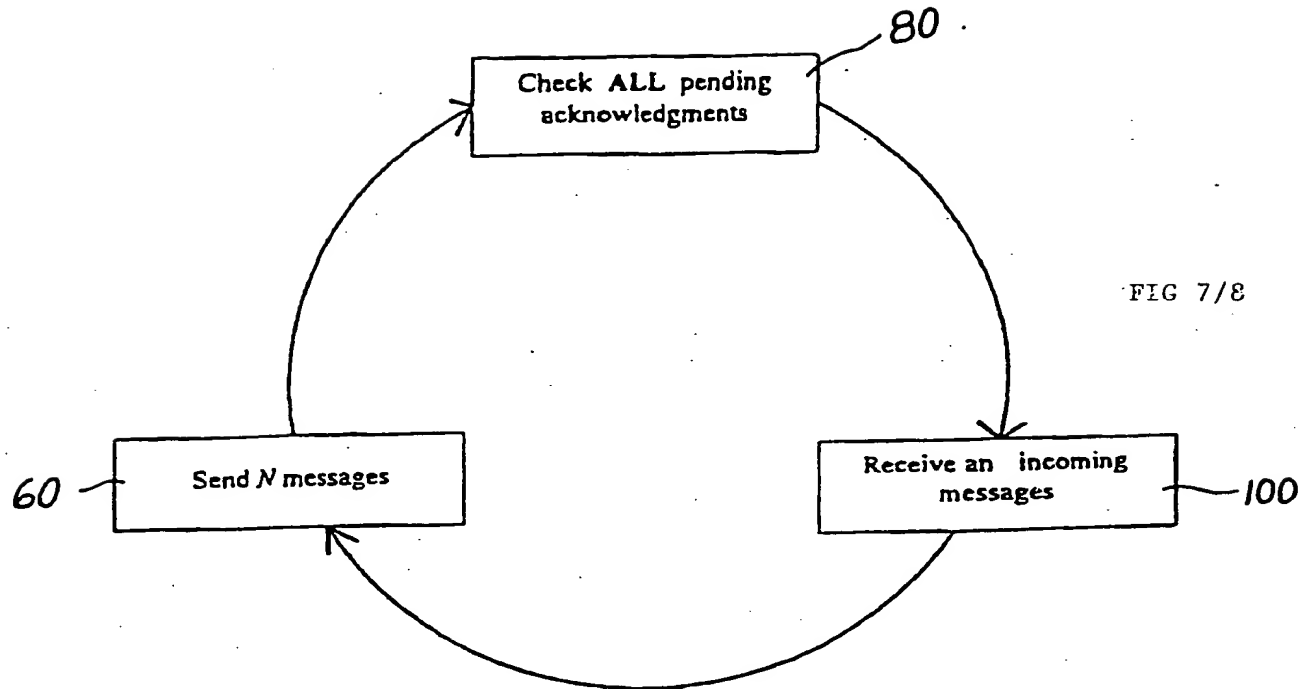 80
Check ALL pending
acknowledgments
FIG 7/8
60
Send N messages
Receive an incoming
messages
100